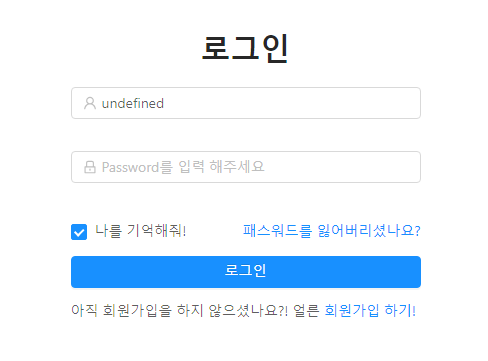 로그인
undefined
Password를 입력 해주세요
나를 기억해줘! 패스워드를 잃어버리셨나요?
로그인
아직 회원가입을 하지 않으셨나요?! 얼른 회원가입 하기!